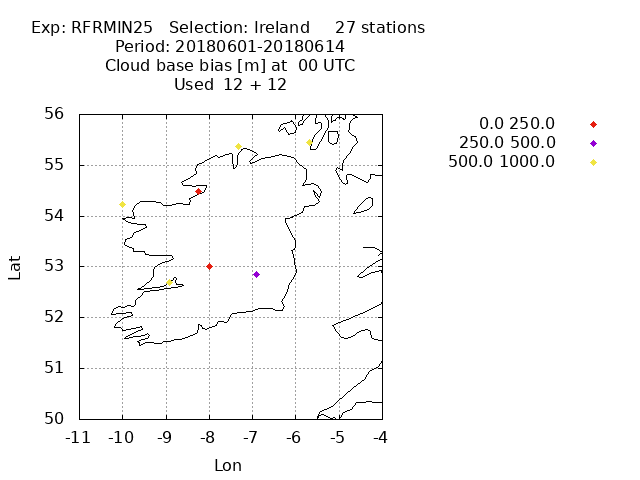 Exp: RFRMIN25 Selection: Ireland 27 stations
Period: 20180601-20180614
Cloud base bias [m] at 00 UTC
Used 12 + 12
0.0 250.0
250.0 500.0
500.0 1000.0
56
55
54
53
52
51
50
Lat
-11 -10 -9 -8 -7 -6 -5 -4
Lon